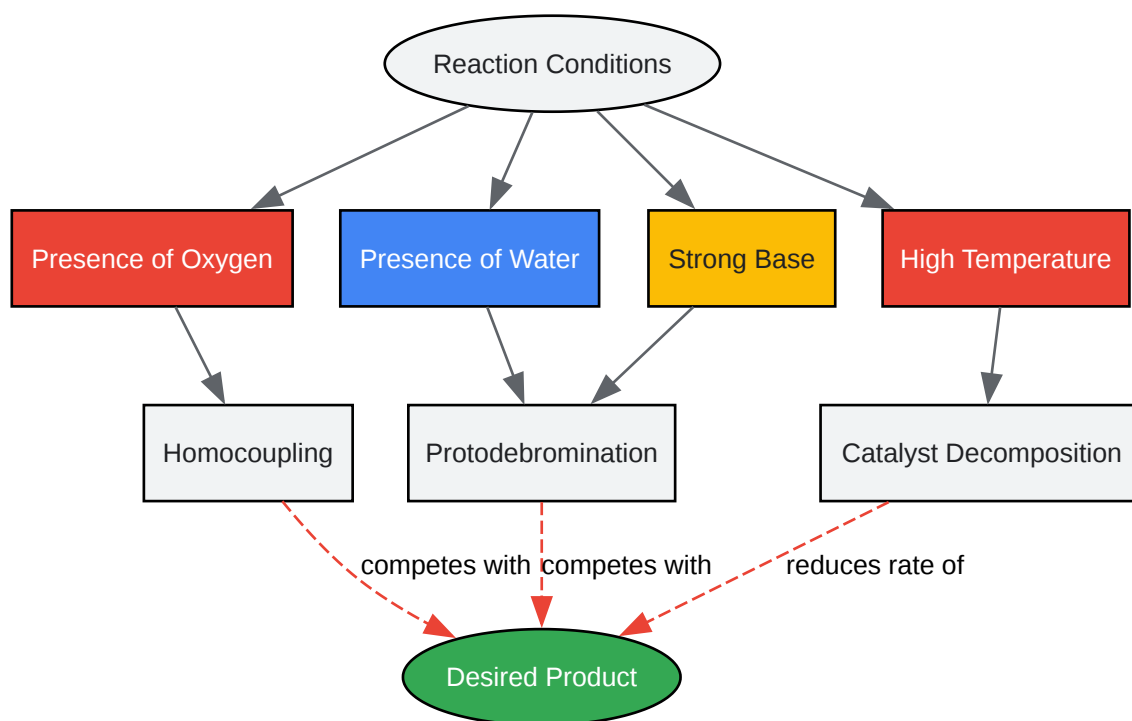 Reaction Conditions
Presence of Oxygen
Presence of Water
Strong Base
High Temperature
Homocoupling
Protodebromination
Catalyst Decomposition
competes with
competes with
reduces rate of
Desired Product